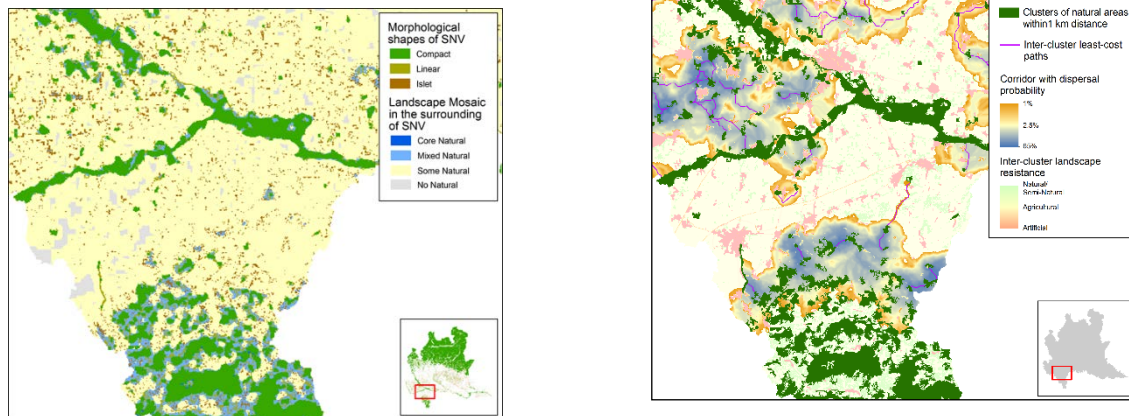 Morphological
shapes of SNV
Compact
Linear
Islet
Landscape Mosaic
in the surrounding
of SNV
Core Natural
Mixed Natural
Some Natural
No Natural
Clusters of natural areas
within1 km distance
Inter-cluster least-cost
paths
Corridor with dispersal
probability
1%
Inter-cluster landscape
resistance
Natural/
Agricultural
Artificial